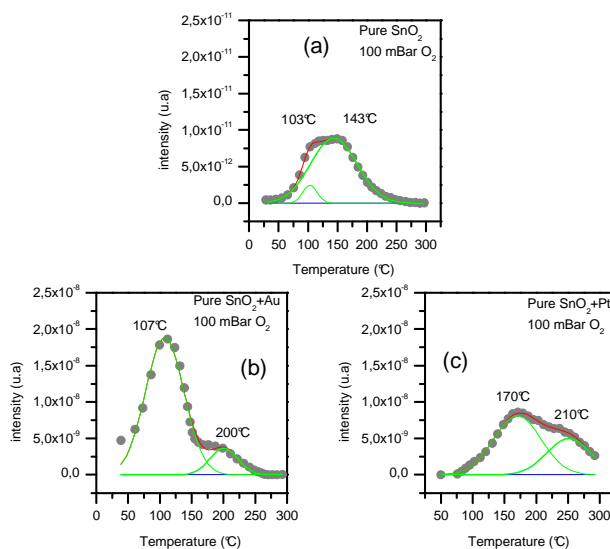 2,5x10⁻¹¹
Pure SnO₂
100 mBar O₂
2,0x10⁻¹¹
(a)
1,5x10⁻¹¹
1,0x10⁻¹¹
103°C 143°C
5,0x10⁻¹²
0,0
intensity (u.a)
0 50 100 150 200 250 300
Temperature (°C)
2,5x10⁻⁸
Pure SnO₂+Au
100 mBar O₂
2,0x10⁻⁸
107°C
1,5x10⁻⁸
(b)
1,0x10⁻⁸
200°C
5,0x10⁻⁹
0,0
intensity (u.a)
0 50 100 150 200 250 300
Temperature (°C)
2,5x10⁻⁸
Pure SnO₂+Pt
100 mBar O₂
2,0x10⁻⁸
1,5x10⁻⁸
(c)
1,0x10⁻⁸
170°C
210°C
5,0x10⁻⁹
0,0
intensity (u.a)
0 50 100 150 200 250 300
Temperature (°C)